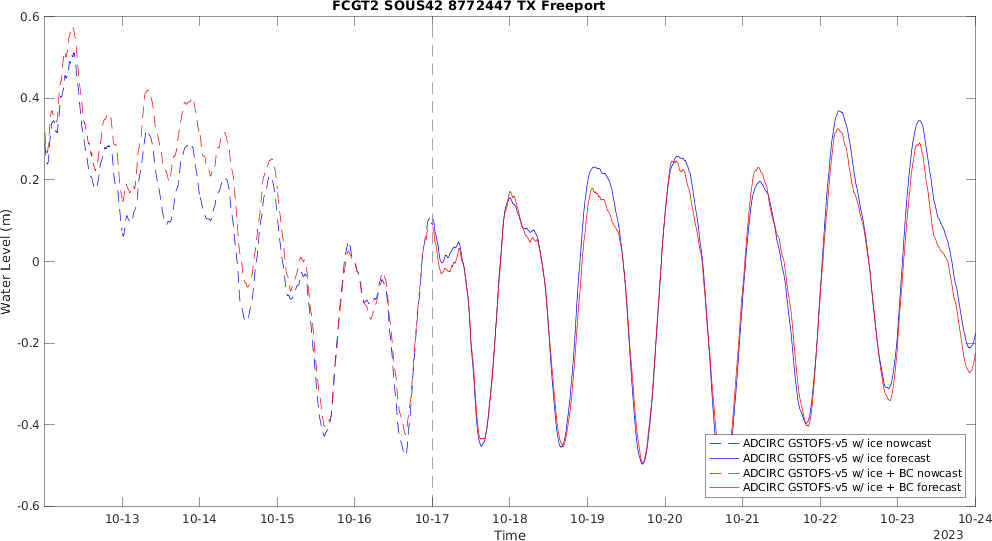 FCGT2 SOUS42 8772447 TX Freeport
0.6
0.4
0.2
0
-0.2
-0.4
-0.6
Water Level (m)
ADCIRC GSTOFS-v5 w/ ice nowcast
ADCIRC GSTOFS-v5 w/ ice forecast
ADCIRC GSTOFS-v5 w/ ice + BC nowcast
ADCIRC GSTOFS-v5 w/ ice + BC forecast
10-13 10-14 10-15 10-16 10-17 10-18 10-19 10-20 10-21 10-22 10-23 10-24
Time
2023